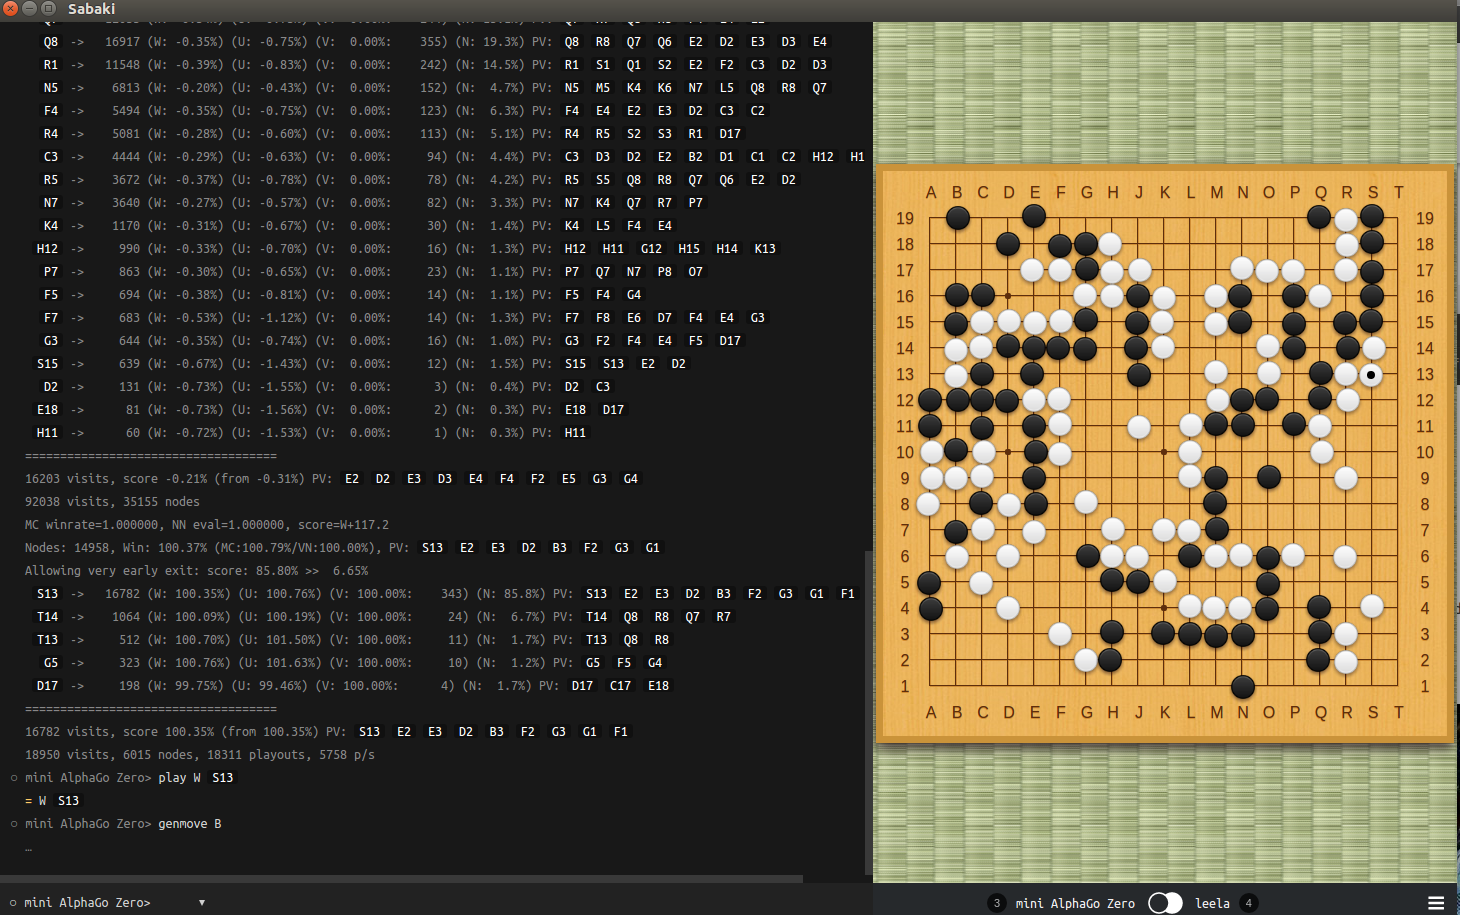 Sabaki
Q8 -> 16917 (W: -0.35%) (U: -0.75%) (V: 0.00%: 355) (N: 19.3%) PV: Q8 R8 Q7 Q6 E2 D2 E3 D3 E4
R1 -> 11548 (W: -0.39%) (U: -0.83%) (V: 0.00%: 242) (N: 14.5%) PV: R1 S1 Q1 S2 E2 F2 C3 D2 D3
N5 -> 6813 (W: -0.20%) (U: -0.43%) (V: 0.00%: 152) (N: 4.7%) PV: N5 M5 K4 K6 N7 L5 Q8 R8 Q7
F4 -> 5494 (W: -0.35%) (U: -0.75%) (V: 0.00%: 123) (N: 6.3%) PV: F4 E4 E2 E3 D2 C3 C2
R4 -> 5081 (W: -0.28%) (U: -0.60%) (V: 0.00%: 113) (N: 5.1%) PV: R4 R5 S2 S3 R1 D17
C3 -> 4444 (W: -0.29%) (U: -0.63%) (V: 0.00%: 94) (N: 4.4%) PV: C3 D3 D2 E2 B2 D1 C1 C2 H12 H1
R5 -> 3672 (W: -0.37%) (U: -0.78%) (V: 0.00%: 78) (N: 4.2%) PV: R5 S5 Q8 R8 Q7 Q6 E2 D2
N7 -> 3640 (W: -0.27%) (U: -0.57%) (V: 0.00%: 82) (N: 3.3%) PV: N7 K4 Q7 R7 P7
K4 -> 1170 (W: -0.31%) (U: -0.67%) (V: 0.00%: 30) (N: 1.4%) PV: K4 L5 F4 E4
H12 -> 990 (W: -0.33%) (U: -0.70%) (V: 0.00%: 16) (N: 1.3%) PV: H12 H11 G12 H15 H14 K13
P7 -> 863 (W: -0.30%) (U: -0.65%) (V: 0.00%: 23) (N: 1.1%) PV: P7 Q7 N7 P8 O7
F5 -> 694 (W: -0.38%) (U: -0.81%) (V: 0.00%: 14) (N: 1.1%) PV: F5 F4 G4
F7 -> 683 (W: -0.53%) (U: -1.12%) (V: 0.00%: 14) (N: 1.3%) PV: F7 F8 E6 D7 F4 E4 G3
G3 -> 644 (W: -0.35%) (U: -0.74%) (V: 0.00%: 16) (N: 1.0%) PV: G3 F2 F4 E4 F5 D17
S15 -> 639 (W: -0.67%) (U: -1.43%) (V: 0.00%: 12) (N: 1.5%) PV: S15 S13 E2 D2
D2 -> 131 (W: -0.73%) (U: -1.55%) (V: 0.00%: 3) (N: 0.4%) PV: D2 C3
E18 -> 81 (W: -0.73%) (U: -1.56%) (V: 0.00%: 2) (N: 0.3%) PV: E18 D17
H11 -> 60 (W: -0.72%) (U: -1.53%) (V: 0.00%: 1) (N: 0.3%) PV: H11
====================================
16203 visits, score -0.21% (from -0.31%) PV: E2 D2 E3 D3 E4 F4 F2 E5 G3 G4
92038 visits, 35155 nodes
MC winrate=1.000000, NN eval=1.000000, score=W+117.2
Nodes: 14958, Win: 100.37% (MC:100.79%/VN:100.00%), PV: S13 E2 E3 D2 B3 F2 G3 G1
Allowing very early exit: score: 85.80% >> 6.65%
S13 -> 16782 (W: 100.35%) (U: 100.76%) (V: 100.00%: 343) (N: 85.8%) PV: S13 E2 E3 D2 B3 F2 G3 G1 F1
T14 -> 1064 (W: 100.09%) (U: 100.19%) (V: 100.00%: 24) (N: 6.7%) PV: T14 Q8 R8 Q7 R7
T13 -> 512 (W: 100.70%) (U: 101.50%) (V: 100.00%: 11) (N: 1.7%) PV: T13 Q8 R8
G5 -> 323 (W: 100.76%) (U: 101.63%) (V: 100.00%: 10) (N: 1.2%) PV: G5 F5 G4
D17 -> 198 (W: 99.75%) (U: 99.46%) (V: 100.00%: 4) (N: 1.7%) PV: D17 C17 E18
====================================
16782 visits, score 100.35% (from 100.35%) PV: S13 E2 E3 D2 B3 F2 G3 G1 F1
18950 visits, 6015 nodes, 18311 playouts, 5758 p/s
mini AlphaGo Zero> play W S13
= W S13
mini AlphaGo Zero> genmove B
…
mini AlphaGo Zero> ▼
A B C D E F G H J K L M N O P Q R S T
19 19
18 18
17 17
16 16
15 15
14 14
13 13
12 12
11 11
10 10
9 9
8 8
7 7
6 6
5 5
4 4
3 3
2 2
1 1
A B C D E F G H J K L M N O P Q R S T
3 mini AlphaGo Zero leela 4